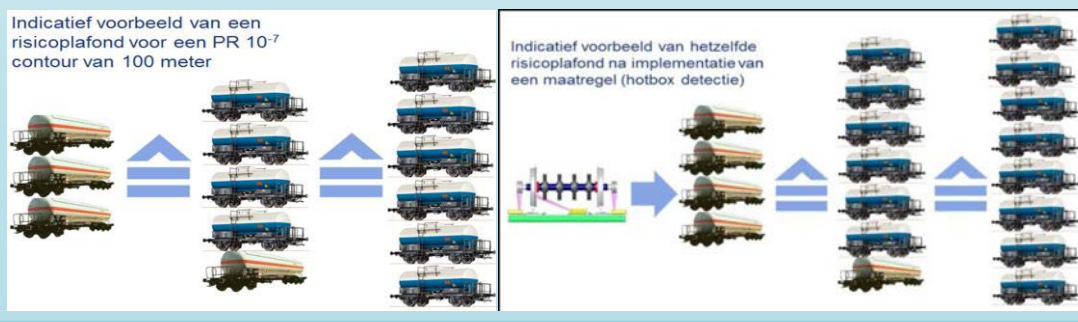 Indicatief voorbeeld van een
risicoplafond voor een PR 10⁻⁷
contour van 100 meter
Indicatief voorbeeld van hetzelfde
risicoplafond na implementatie van
een maatregel (hotbox detectie)